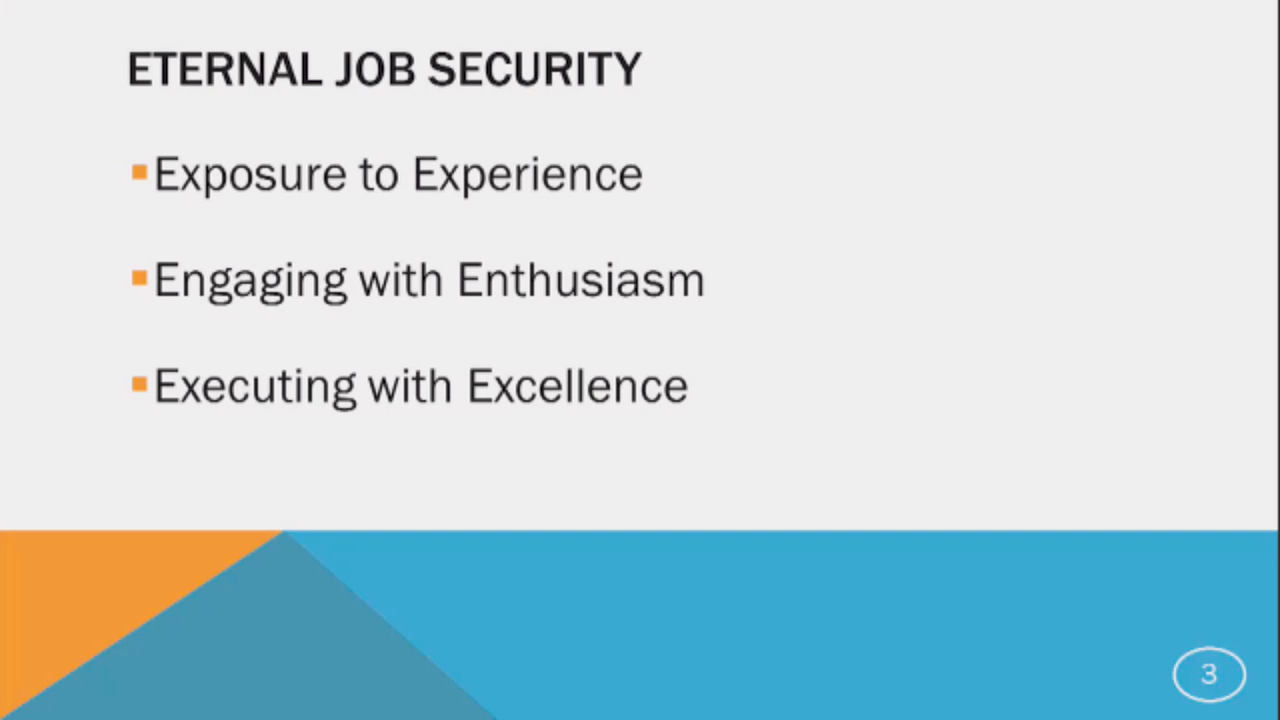 ETERNAL JOB SECURITY
Exposure to Experience
Engaging with Enthusiasm
Executing with Excellence
3